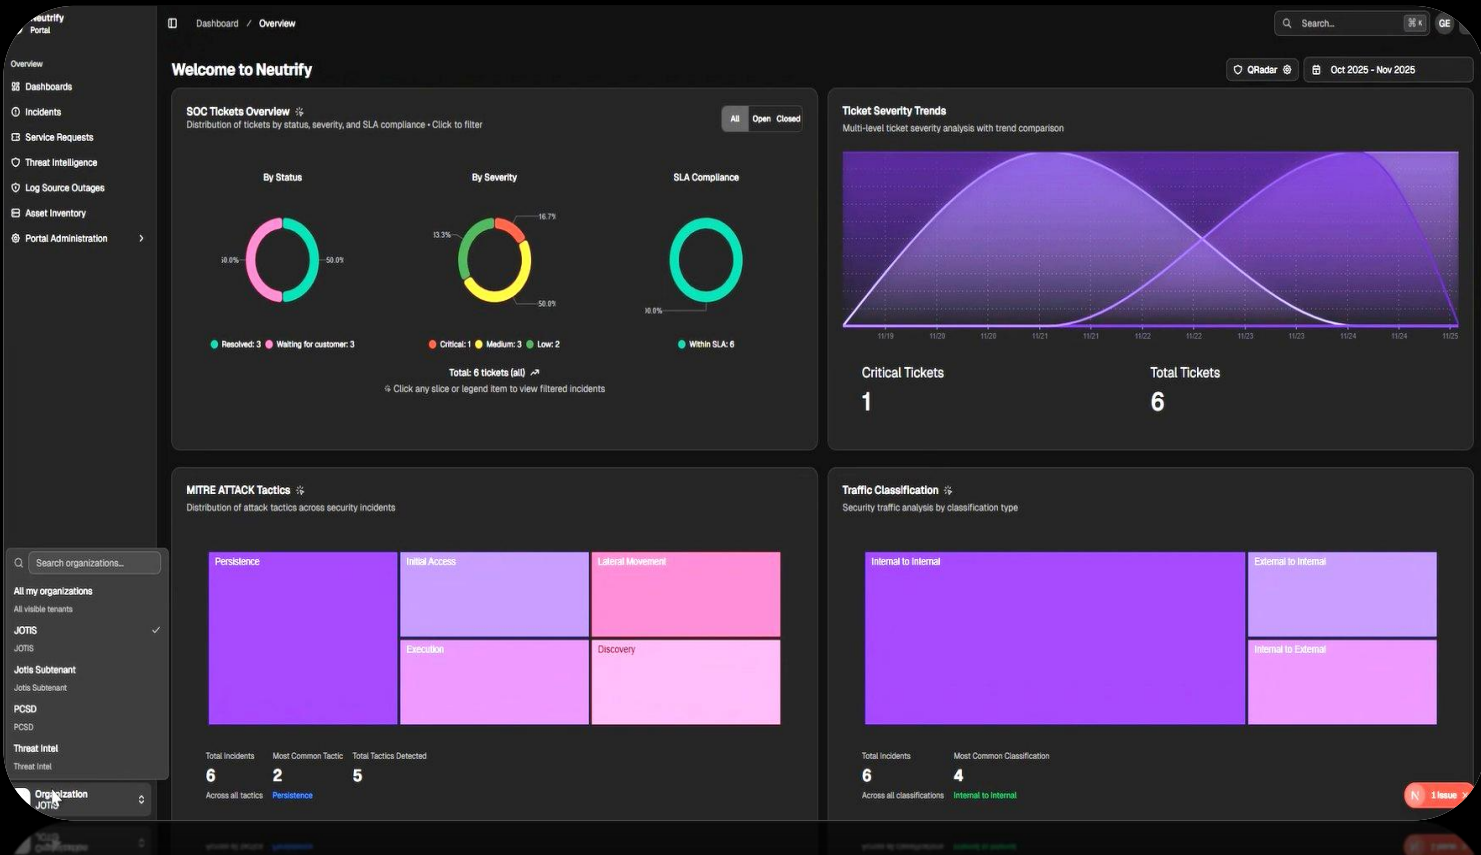 Neutrify
Portal
Dashboard / Overview
Search...
⌘ K
GE
Overview
Dashboards
Incidents
Service Requests
Threat Intelligence
Log Source Outages
Asset Inventory
Portal Administration
Welcome to Neutrify
QRadar
Oct 2025 - Nov 2025
SOC Tickets Overview
Distribution of tickets by status, severity, and SLA compliance • Click to filter
All Open Closed
By Status
By Severity
SLA Compliance
50.0%
16.7%
50.0%
Resolved: 3 Waiting for customer: 3
Critical: 1 Medium: 3 Low: 2
Within SLA: 6
Total: 6 tickets (all)
Click any slice or legend item to view filtered incidents
Ticket Severity Trends
Multi-level ticket severity analysis with trend comparison
11/19 11/20 11/20 11/21 11/21 11/22 11/22 11/23 11/23 11/24 11/24 11/25
Critical Tickets
1
Total Tickets
6
MITRE ATTACK Tactics
Distribution of attack tactics across security incidents
Persistence
Initial Access
Lateral Movement
Execution
Discovery
Total Incidents
6
Across all tactics
Most Common Tactic
2
Persistence
Total Tactics Detected
5
Traffic Classification
Security traffic analysis by classification type
Internal to Internal
External to Internal
Internal to External
Total Incidents
6
Across all classifications
Most Common Classification
4
Internal to Internal
Search organizations...
All my organizations
All visible tenants
JOTIS
JOTIS
Jotis Subtenant
Jotis Subtenant
PCSD
PCSD
Threat Intel
Threat Intel
Organization
JOTIS
N
1 Issue